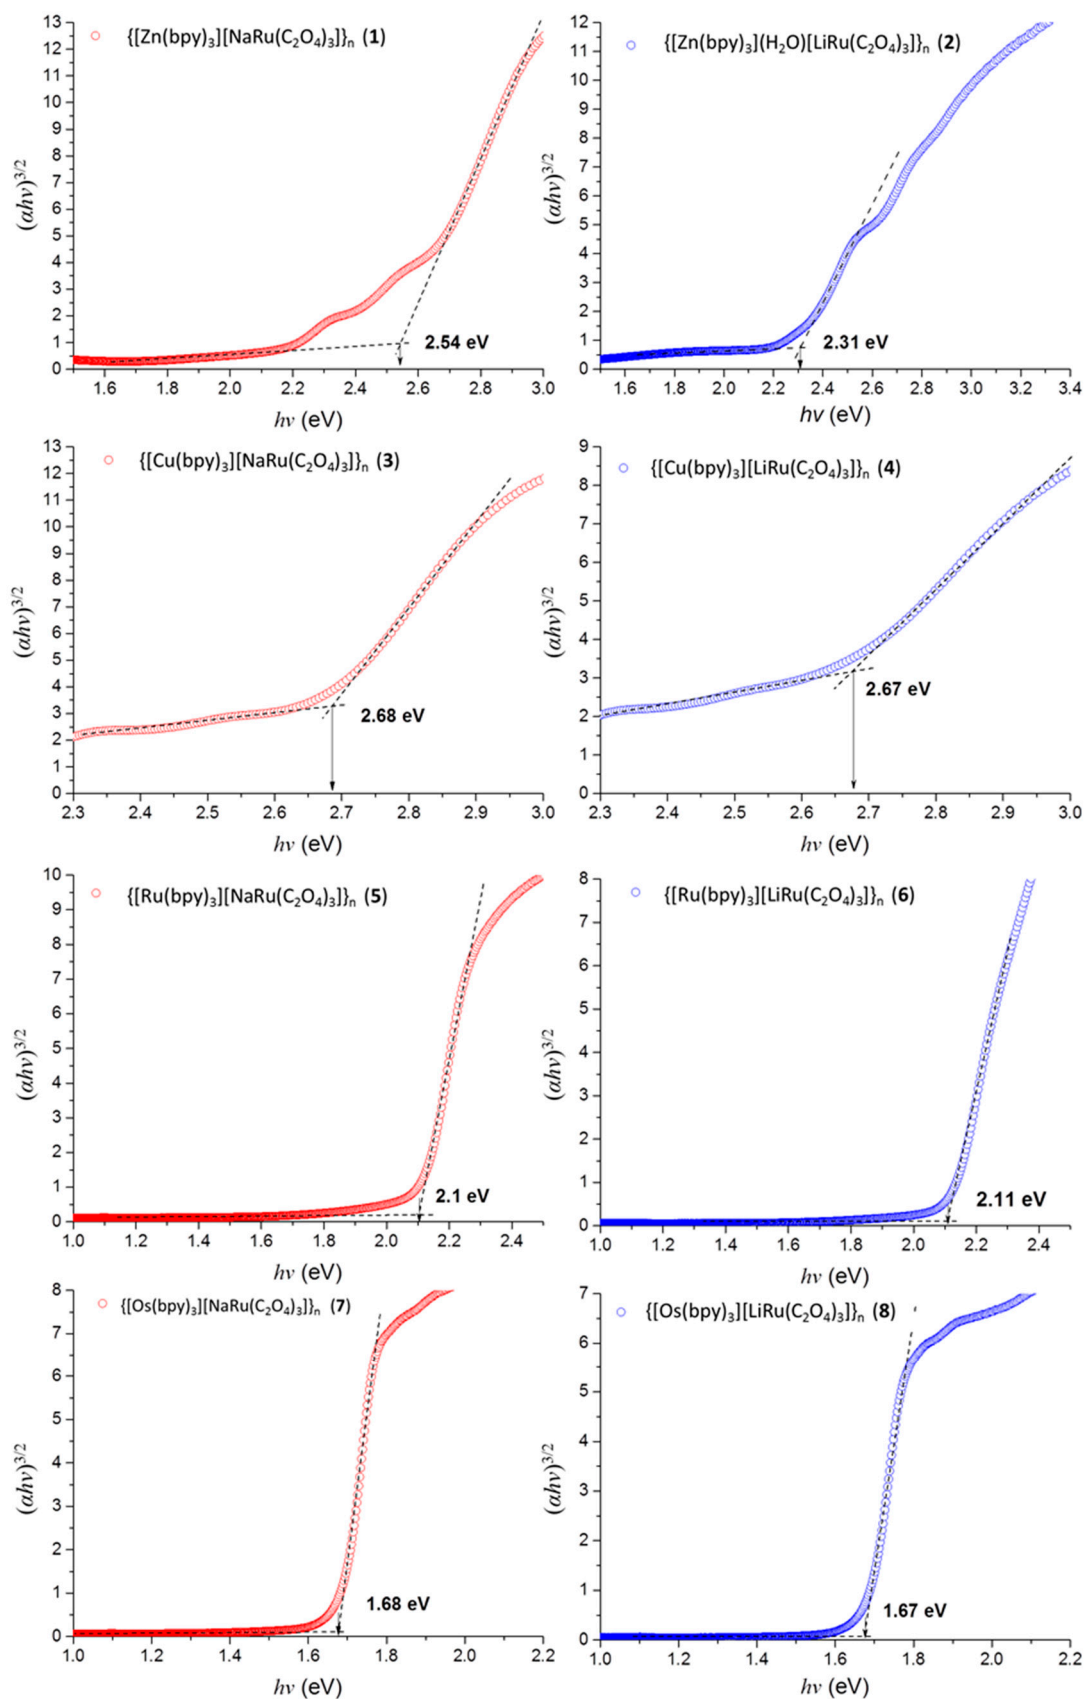 {[Zn(bpy)₃][NaRu(C₂O₄)₃]}ₙ (1)
(αhν)³ᐟ²
13
12
11
10
9
8
7
6
5
4
3
2
1
0
2.54 eV
1.6 1.8 2.0 2.2 2.4 2.6 2.8 3.0
hν (eV)
{[Zn(bpy)₃](H₂O)[LiRu(C₂O₄)₃]}ₙ (2)
(αhν)³ᐟ²
12
11
10
9
8
7
6
5
4
3
2
1
0
2.31 eV
1.6 1.8 2.0 2.2 2.4 2.6 2.8 3.0 3.2 3.4
hν (eV)
{[Cu(bpy)₃][NaRu(C₂O₄)₃]}ₙ (3)
(αhν)³ᐟ²
13
12
11
10
9
8
7
6
5
4
3
2
1
0
2.68 eV
2.3 2.4 2.5 2.6 2.7 2.8 2.9 3.0
hν (eV)
{[Cu(bpy)₃][LiRu(C₂O₄)₃]}ₙ (4)
(αhν)³ᐟ²
9
8
7
6
5
4
3
2
1
0
2.67 eV
2.3 2.4 2.5 2.6 2.7 2.8 2.9 3.0
hν (eV)
{[Ru(bpy)₃][NaRu(C₂O₄)₃]}ₙ (5)
(αhν)³ᐟ²
10
9
8
7
6
5
4
3
2
1
0
2.1 eV
1.0 1.2 1.4 1.6 1.8 2.0 2.2 2.4
hν (eV)
{[Ru(bpy)₃][LiRu(C₂O₄)₃]}ₙ (6)
(αhν)³ᐟ²
8
7
6
5
4
3
2
1
0
2.11 eV
1.0 1.2 1.4 1.6 1.8 2.0 2.2 2.4
hν (eV)
{[Os(bpy)₃][NaRu(C₂O₄)₃]}ₙ (7)
(αhν)³ᐟ²
8
7
6
5
4
3
2
1
0
1.68 eV
1.0 1.2 1.4 1.6 1.8 2.0 2.2
hν (eV)
{[Os(bpy)₃][LiRu(C₂O₄)₃]}ₙ (8)
(αhν)³ᐟ²
7
6
5
4
3
2
1
0
1.67 eV
1.0 1.2 1.4 1.6 1.8 2.0 2.2
hν (eV)